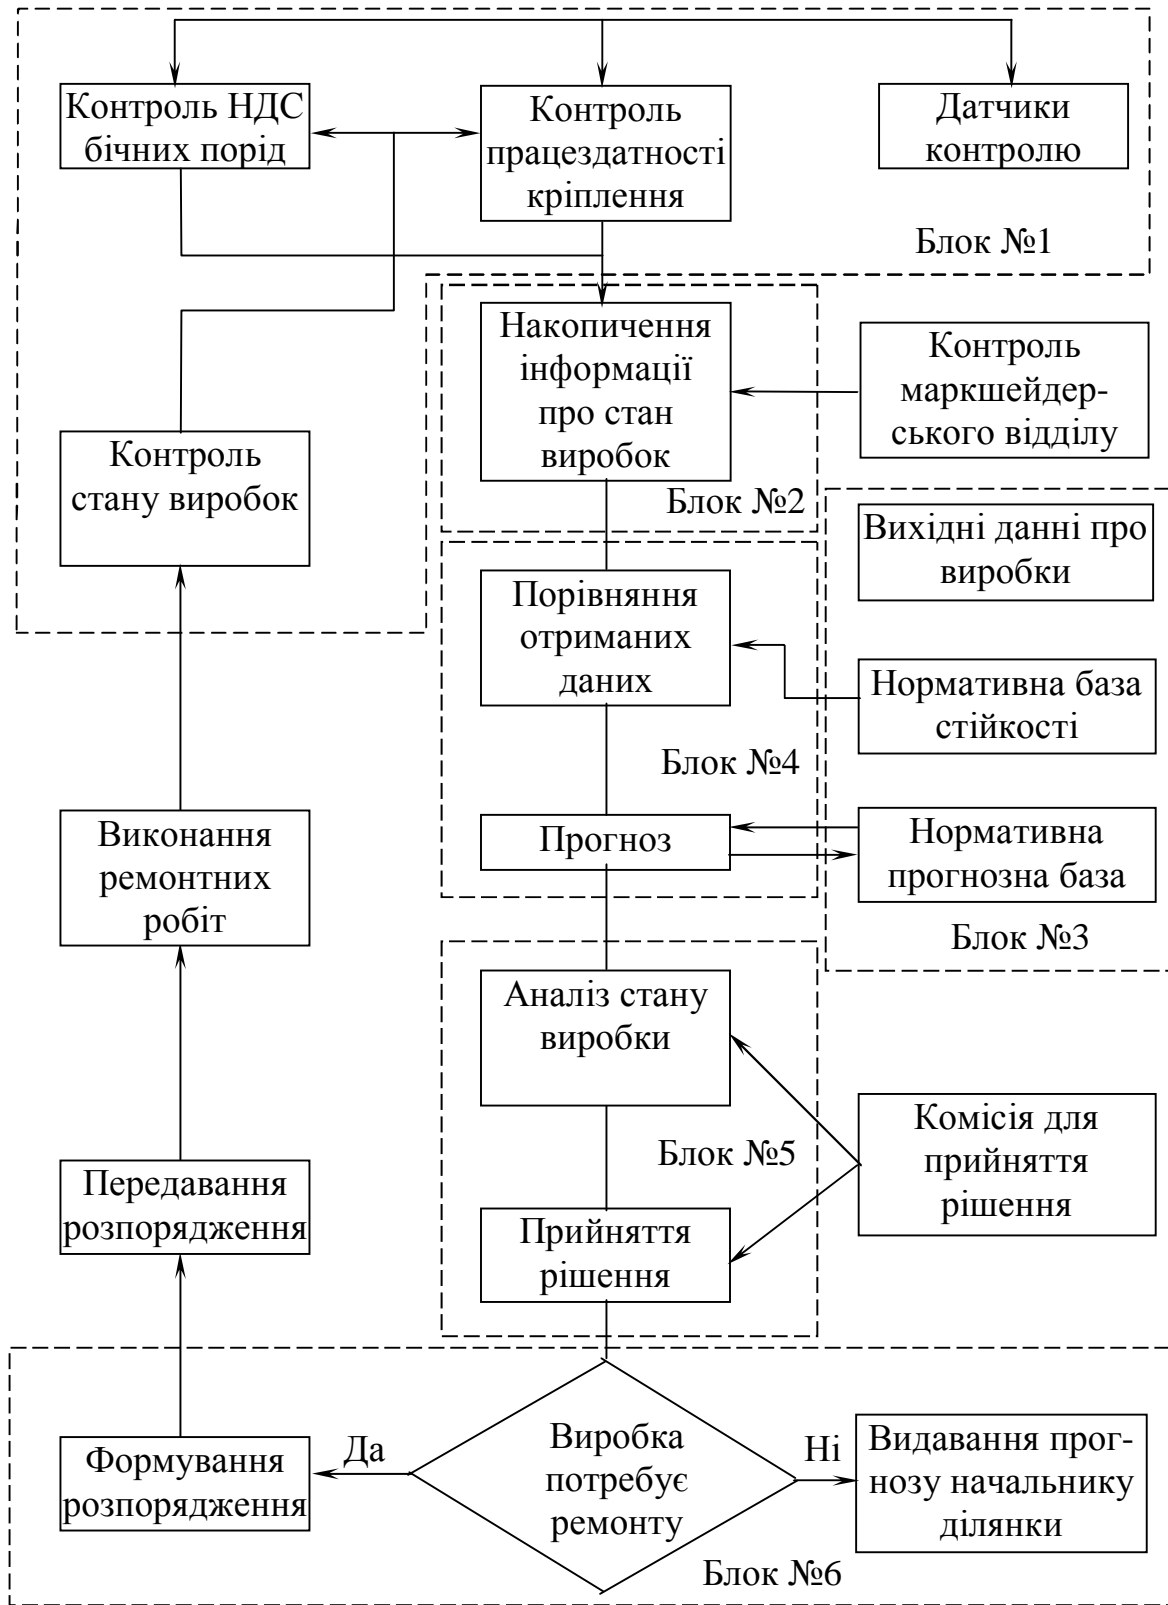 Контроль НДС
бічних порід
Контроль
працездатності
кріплення
Датчики
контролю
Блок №1
Накопичення
інформації
про стан
виробок
Блок №2
Контроль
маркшейдер-
ського відділу
Контроль
стану виробок
Вихідні данні про
виробки
Порівняння
отриманих
даних
Нормативна база
стійкості
Блок №4
Прогноз
Нормативна
прогнозна база
Блок №3
Виконання
ремонтних
робіт
Аналіз стану
виробки
Блок №5
Комісія для
прийняття
рішення
Передавання
розпорядження
Прийняття
рішення
Формування
розпорядження
Да
Виробка
потребує
ремонту
Ні
Видавання прог-
нозу начальнику
ділянки
Блок №6